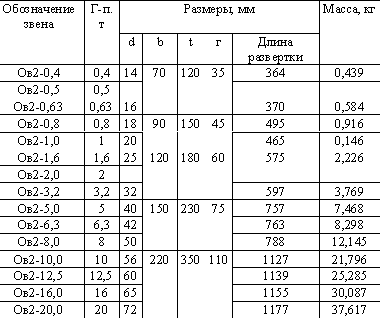 Обозначение звена Г-п. т Размеры, мм Масса, кг
d b t r Длина развертки
Ов2-0,4 0,4 14 70 120 35 364 0,439
Ов2-0,5 0,5
Ов2-0,63 0,63 16 370 0,584
Ов2-0,8 0,8 18 90 150 45 495 0,916
Ов2-1,0 1 20 465 0,146
Ов2-1,6 1,6 25 120 180 60 575 2,226
Ов2-2,0 2
Ов2-3,2 3,2 32 597 3,769
Ов2-5,0 5 40 150 230 75 757 7,468
Ов2-6,3 6,3 42 763 8,298
Ов2-8,0 8 50 788 12,145
Ов2-10,0 10 56 220 350 110 1127 21,796
Ов2-12,5 12,5 60 1139 25,285
Ов2-16,0 16 65 1155 30,087
Ов2-20,0 20 72 1177 37,617